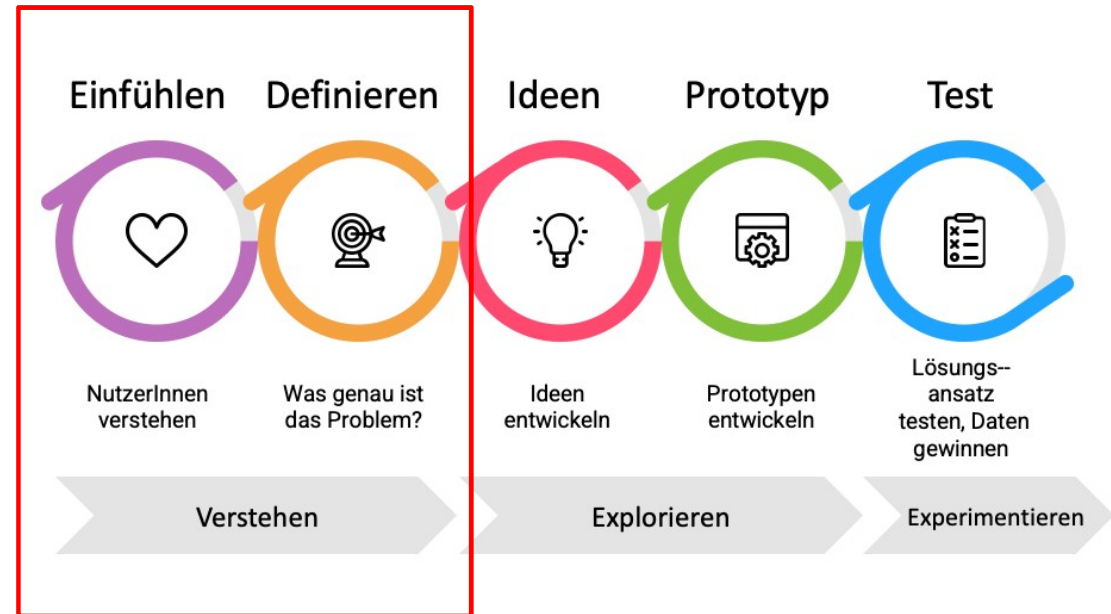 Einfühlen
Definieren
Ideen
Prototyp
Test
NutzerInnen
verstehen
Was genau ist
das Problem?
Ideen
entwickeln
Prototypen
entwickeln
Lösungs--
ansatz
testen, Daten
gewinnen
Verstehen
Explorieren
Experimentieren